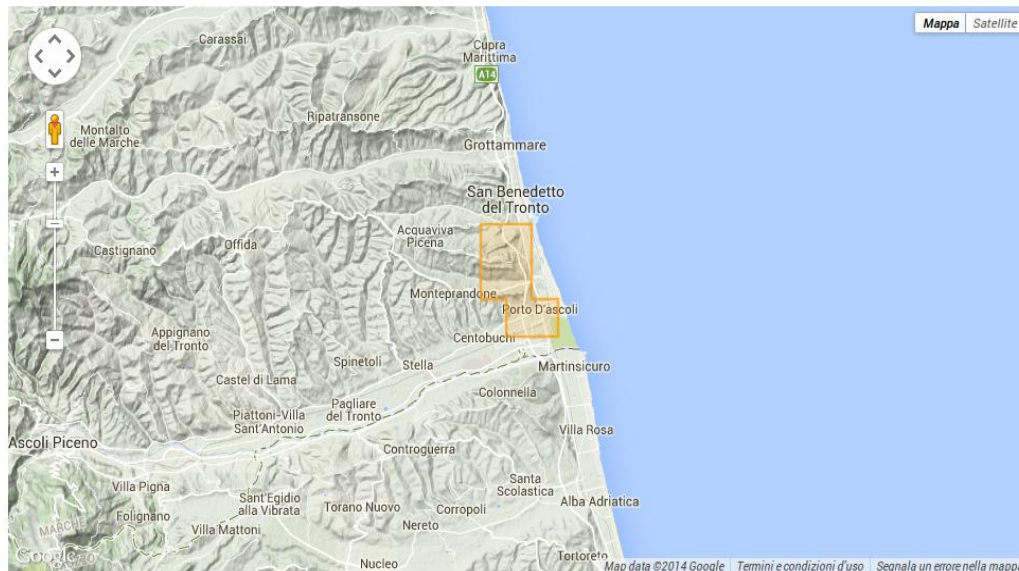 Mappa
Satellite
Carassai
Cupra
Marittima
A14
Ripatransone
Montalto
delle Marche
Grottammare
San Benedetto
del Tronto
Acquaviva
Picena
Offida
Castignano
Monteprandone
Porto D'ascoli
Appignano
del Tronto
Centobuchi
Spinetoli
Stella
Martinsicuro
Castel di Lama
Colonnella
Pagliare
del Tronto
Piattoni-Villa
Sant'Antonio
Villa Rosa
Ascoli Piceno
Controguerra
Villa Pigna
Santa
Scolastica
Sant'Egidio
alla Vibrata
Torano Nuovo
Corropoli
Alba Adriatica
Folignano
MARCHE
Villa Mattoni
Nereto
Google
Nucleo
Tortoreto
Map data ©2014 Google
Termini e condizioni d'uso
Segnala un errore nella mappa